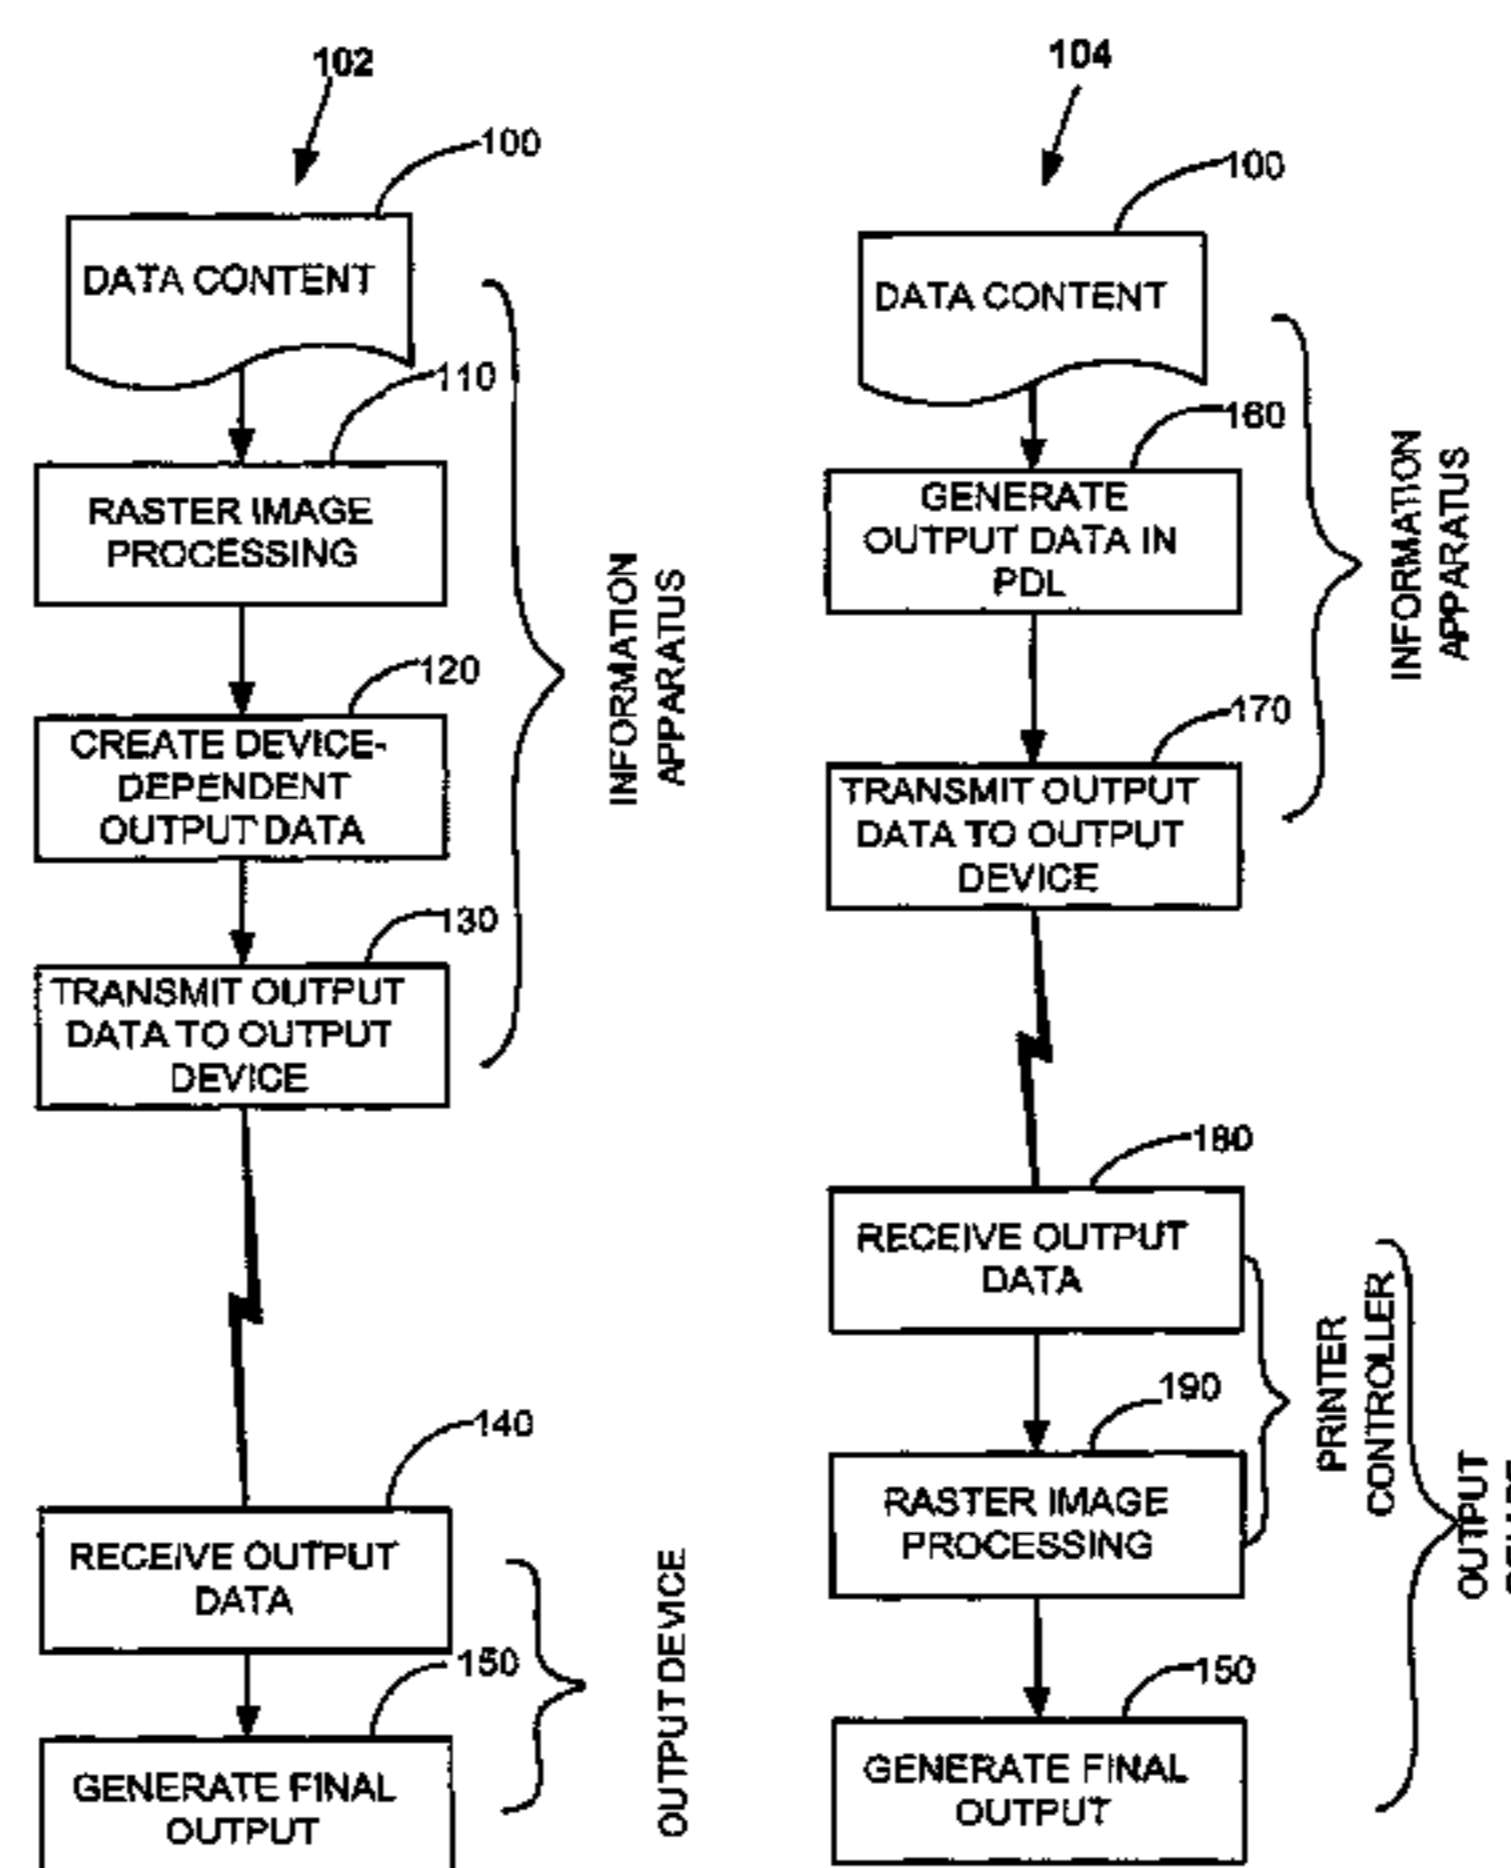 102
100
DATA CONTENT
110
RASTER IMAGE
PROCESSING
120
CREATE DEVICE-
DEPENDENT
OUTPUT DATA
130
TRANSMIT OUTPUT
DATA TO OUTPUT
DEVICE
INFORMATION
APPARATUS
140
RECEIVE OUTPUT
DATA
150
GENERATE FINAL
OUTPUT
OUTPUT DEVICE
104
100
DATA CONTENT
160
GENERATE
OUTPUT DATA IN
PDL
170
TRANSMIT OUTPUT
DATA TO OUTPUT
DEVICE
INFORMATION
APPARATUS
180
RECEIVE OUTPUT
DATA
190
RASTER IMAGE
PROCESSING
PRINTER
CONTROLLER
150
GENERATE FINAL
OUTPUT
OUTPUT